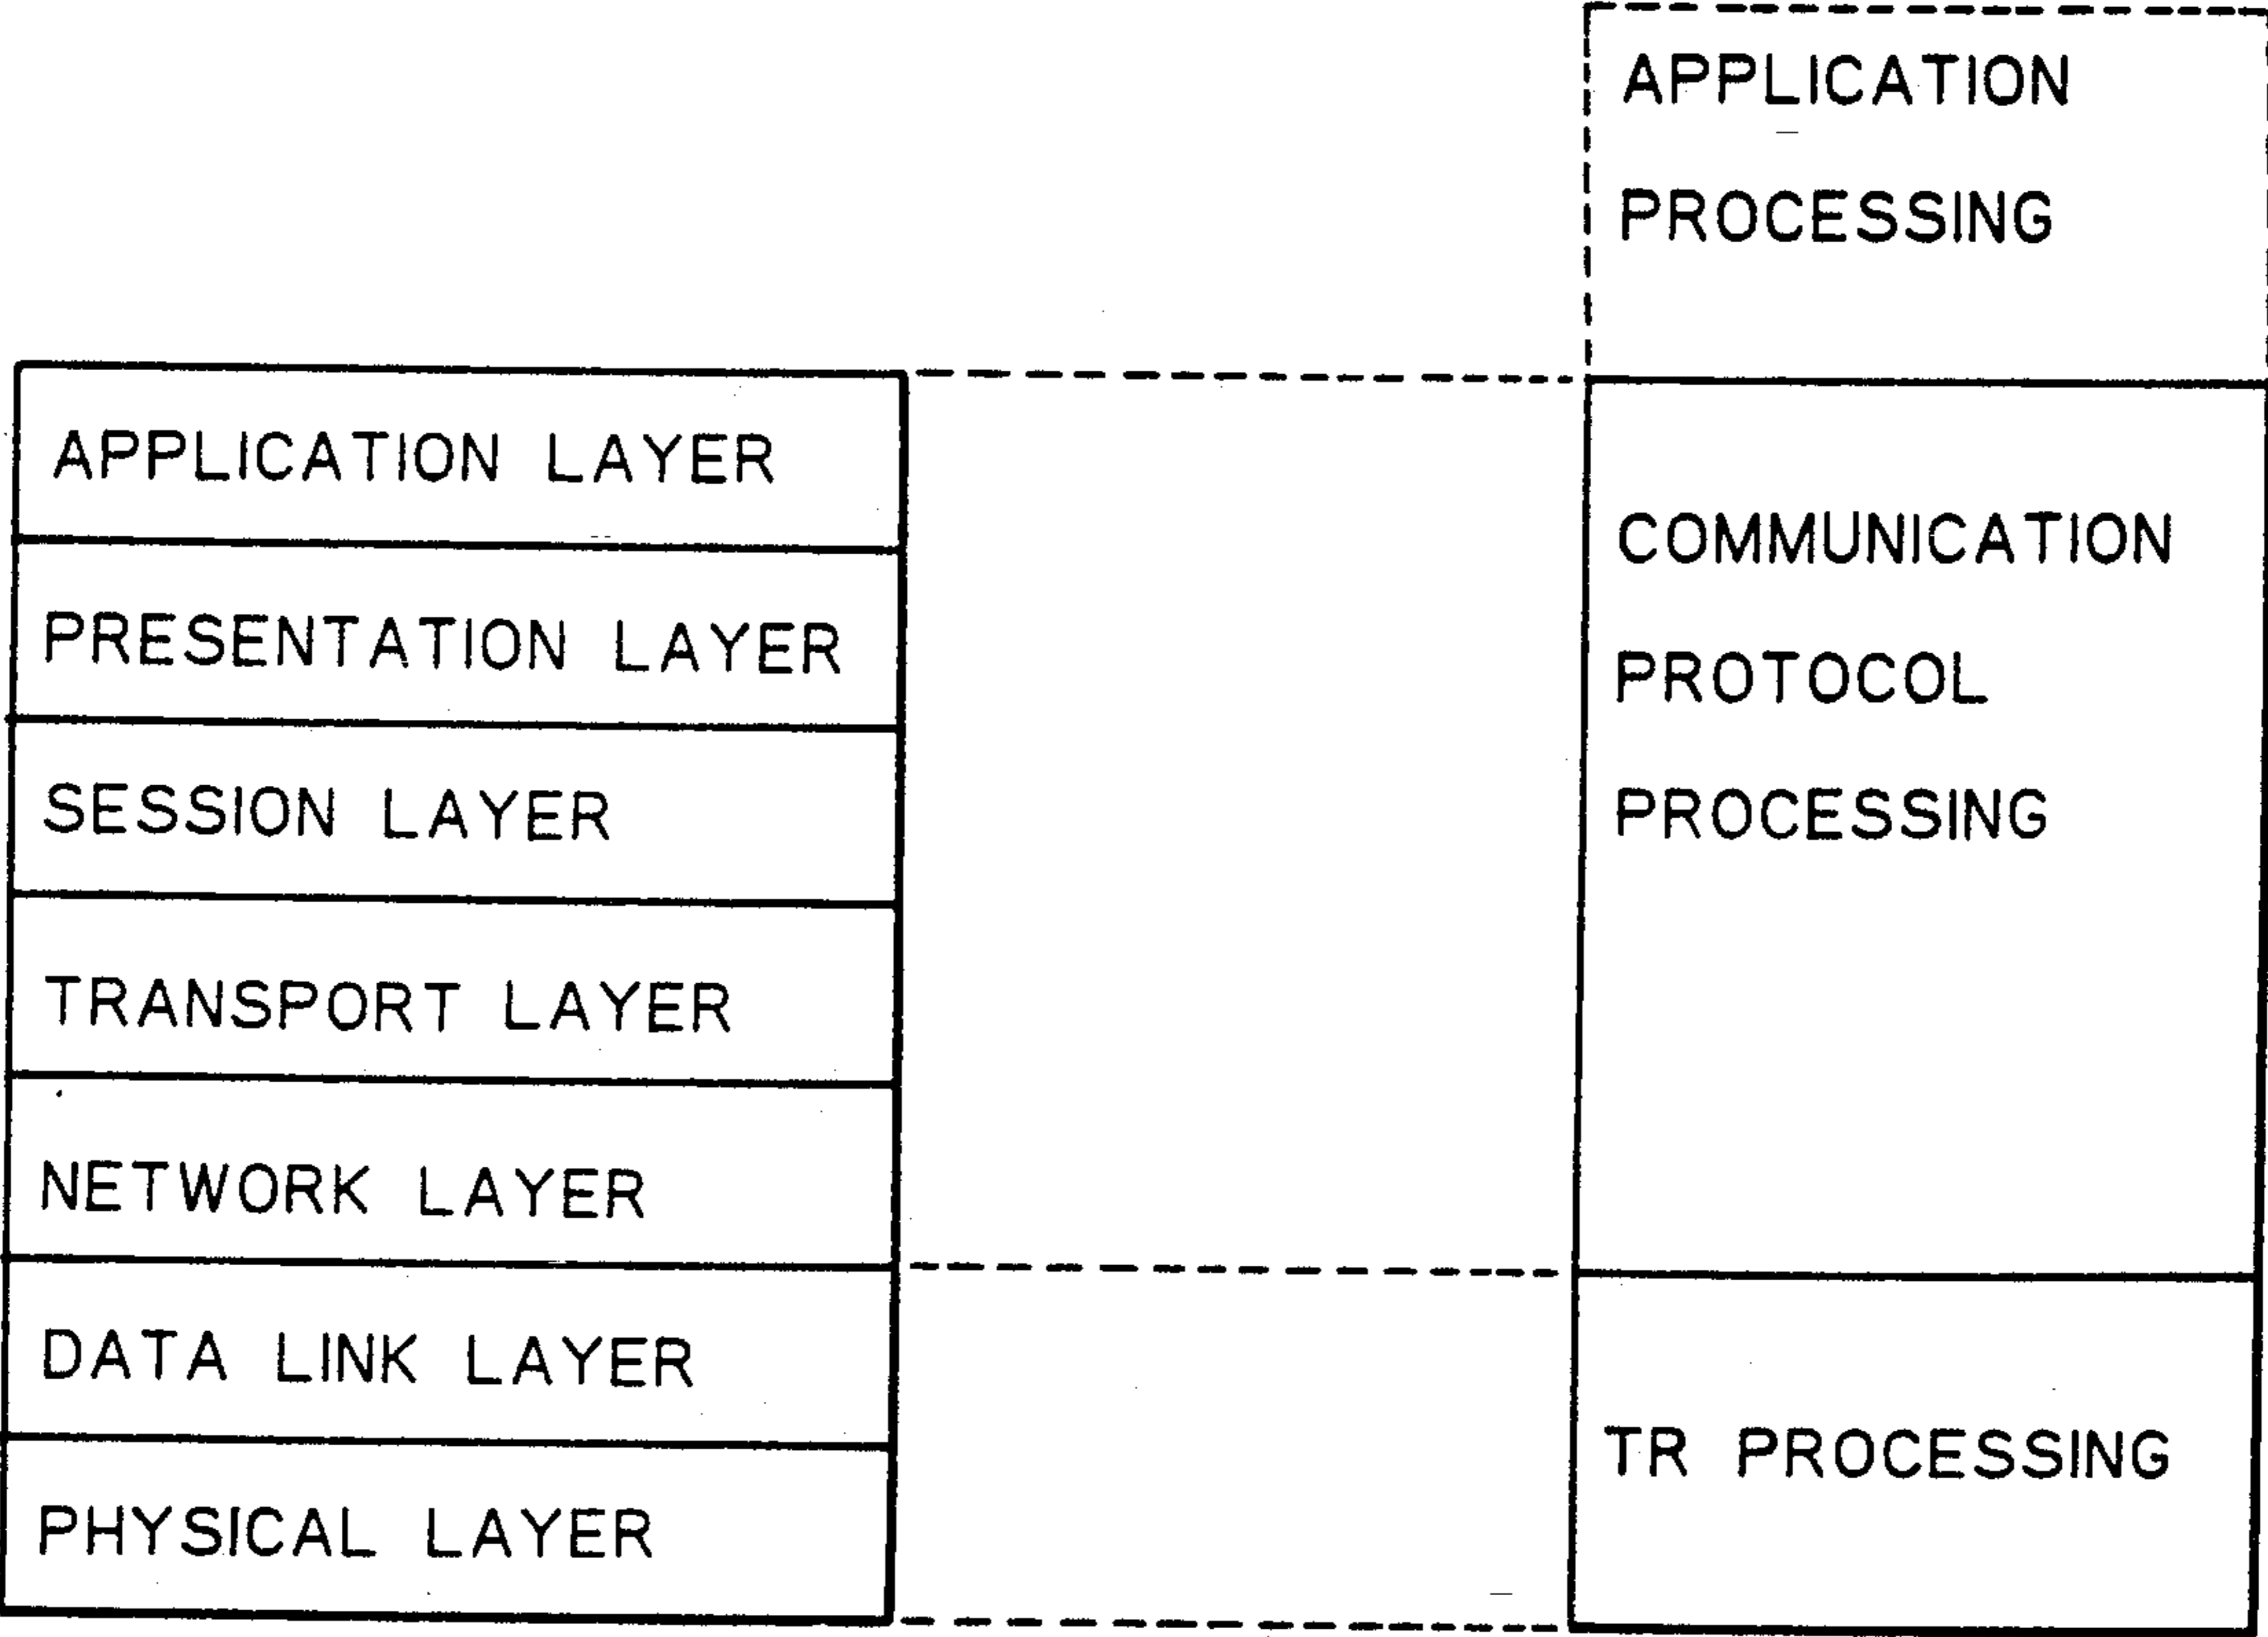 APPLICATION
PROCESSING
APPLICATION LAYER
PRESENTATION LAYER
SESSION LAYER
TRANSPORT LAYER
NETWORK LAYER
DATA LINK LAYER
PHYSICAL LAYER
COMMUNICATION
PROTOCOL
PROCESSING
TR PROCESSING